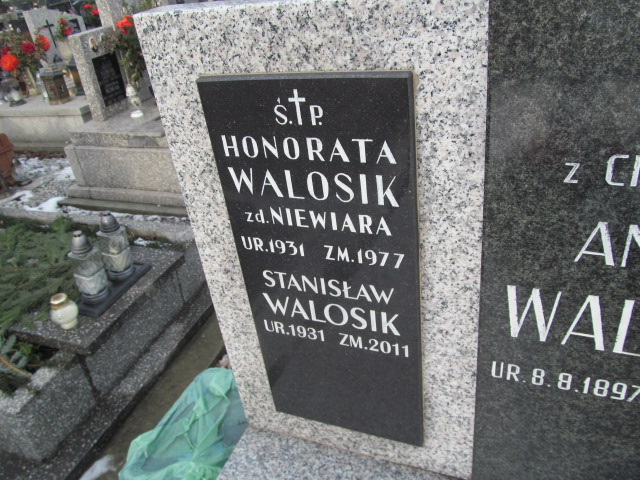 Ś.†P.
HONORATA
WALOSIK
zd. NIEWIARA
UR.1931 ZM.1977
STANISŁAW
WALOSIK
UR.1931 ZM.2011
z
AN
WAL
UR.8.8.1897